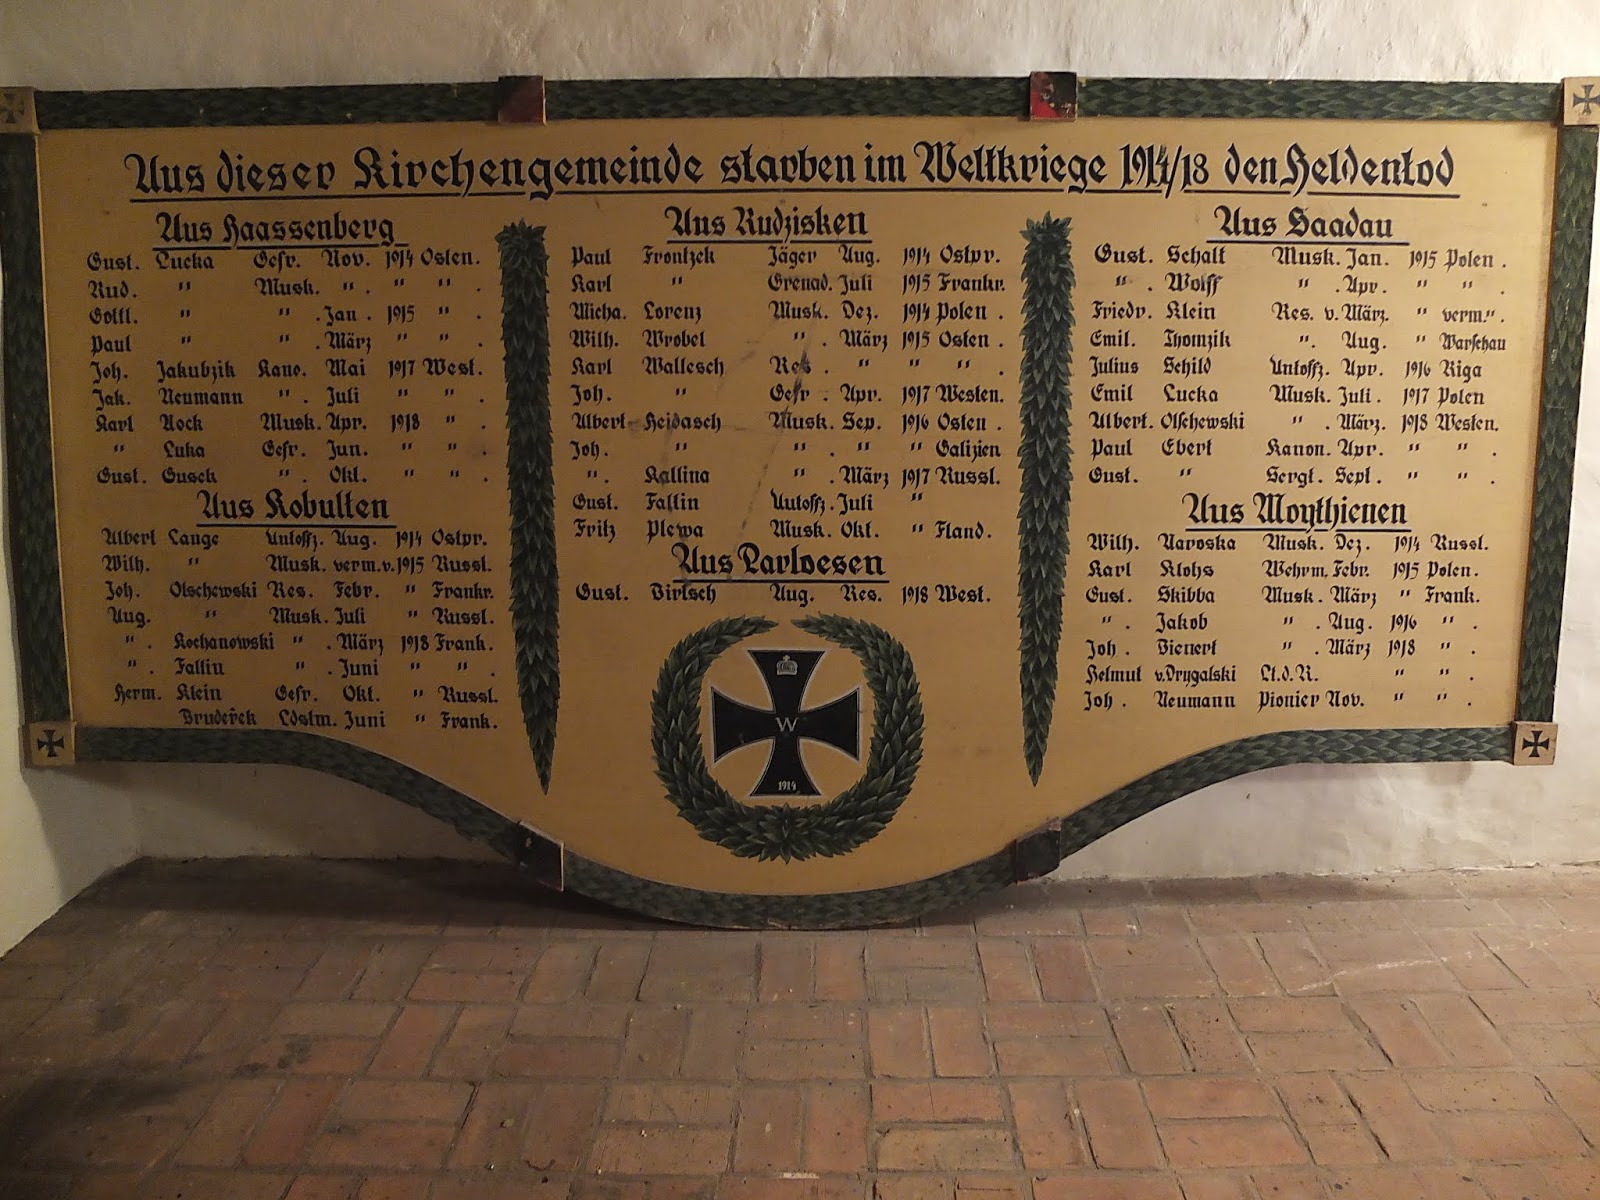 Aus dieser Kirchengemeinde starben im Weltkriege 1914/18 den Heldentod
Aus Haassenberg
Gust. Lucka Gefr. Nov. 1914 Osten.
Rud. " Musk. " . " " .
Gottl. " " . Jan . 1915 " .
Paul " " . März " " .
Joh. Jakubzik Kano. Mai 1917 West.
Jak. Neumann " . Juli " " .
Karl Nock Musk. Apr. 1918 " .
" Luka Gefr. Jun. " " .
Gust. Gusek " . Okt. " " .
Aus Kobulten
Albert Lange Untoffz. Aug. 1914 Ostpr.
Wilh. " Musk. verm.v. 1915 Russl.
Joh. Olschewski Res. Febr. " Frankr.
Aug. " Musk. Juli " Russl.
" . Kochanowski " . März 1918 Frank.
" . Fallin " . Juni " " .
Herm. Klein Gefr. Okt. " Russl.
Bruderek Ldstm. Juni " Frank.
Aus Rudzisken
Paul Frontzek Jäger Aug. 1914 Ostpr.
Karl " Grenad. Juli 1915 Frankr.
Micha. Lorenz Musk. Dez. 1914 Polen .
Wilh. Wrobel " . März 1915 Osten .
Karl Wallesch Res . " " " .
Joh. " Gefr . Apr. 1917 Westen.
Albert Heidasch Musk. Sep. 1916 Osten .
Joh. " " " Galizien
" . Kallina " . März 1917 Russl.
Gust. Fallin Untoffz. Juli "
Fritz Plewa Musk. Okt. " Fland.
Aus Parloesen
Gust. Birtsch Aug. Res. 1918 West.
W
1914
Aus Saadau
Gust. Schalt Musk. Jan. 1915 Polen .
" . Wolff " . Apr. " " .
Friedr. Klein Res. v. März. " verm." .
Emil. Thomzik " . Aug. " Warschau
Julius Schild Untoffz. Apr. 1916 Riga
Emil Lucka Musk. Juli . 1917 Polen
Albert. Olschewski " . März. 1918 Westen.
Paul Ebert Kanon. Apr. " " .
Gust. " Sergt. Sept . " " .
Aus Moythienen
Wilh. Naroska Musk. Dez. 1914 Russl.
Karl Klohs Wehrm. Febr. 1915 Polen .
Gust. Skibba Musk . März " Frank.
" . Jakob " . Aug. 1916 " .
Joh . Bienert " . März 1918 " .
Helmut v.Drygalski Lt.d.R. " " .
Joh . Neumann Pionier Nov. " " .